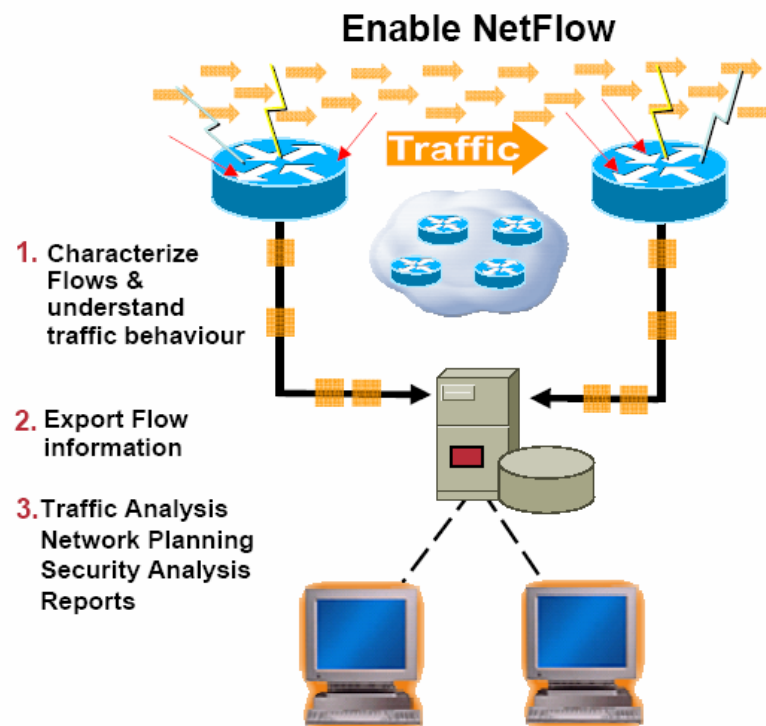 Enable NetFlow
Traffic
1. Characterize
Flows &
understand
traffic behaviour
2. Export Flow
information
3. Traffic Analysis
Network Planning
Security Analysis
Reports